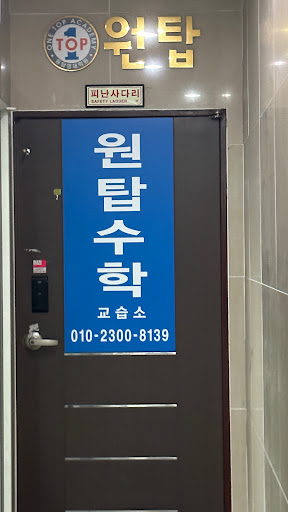 ONE TOP ACADEMY
1
TOP
원탑
피난사다리
SAFETY LADDER
원탑수학
교습소
010-2300-8139